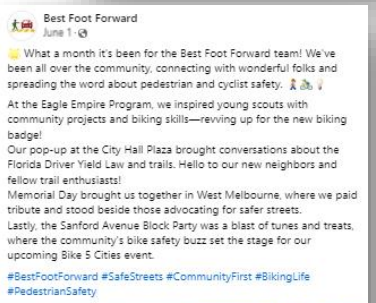 Best Foot Forward
June 1 ·
🌟 What a month it's been for the Best Foot Forward team! We've
been all over the community, connecting with wonderful folks and
spreading the word about pedestrian and cyclist safety. 🚶🚲💡
At the Eagle Empire Program, we inspired young scouts with
community projects and biking skills—revving up for the new biking
badge!
Our pop-up at the City Hall Plaza brought conversations about the
Florida Driver Yield Law and trails. Hello to our new neighbors and
fellow trail enthusiasts!
Memorial Day brought us together in West Melbourne, where we paid
tribute and stood beside those advocating for safer streets.
Lastly, the Sanford Avenue Block Party was a blast of tunes and treats,
where the community's bike safety buzz set the stage for our
upcoming Bike 5 Cities event.
#BestFootForward #SafeStreets #CommunityFirst #BikingLife
#PedestrianSafety